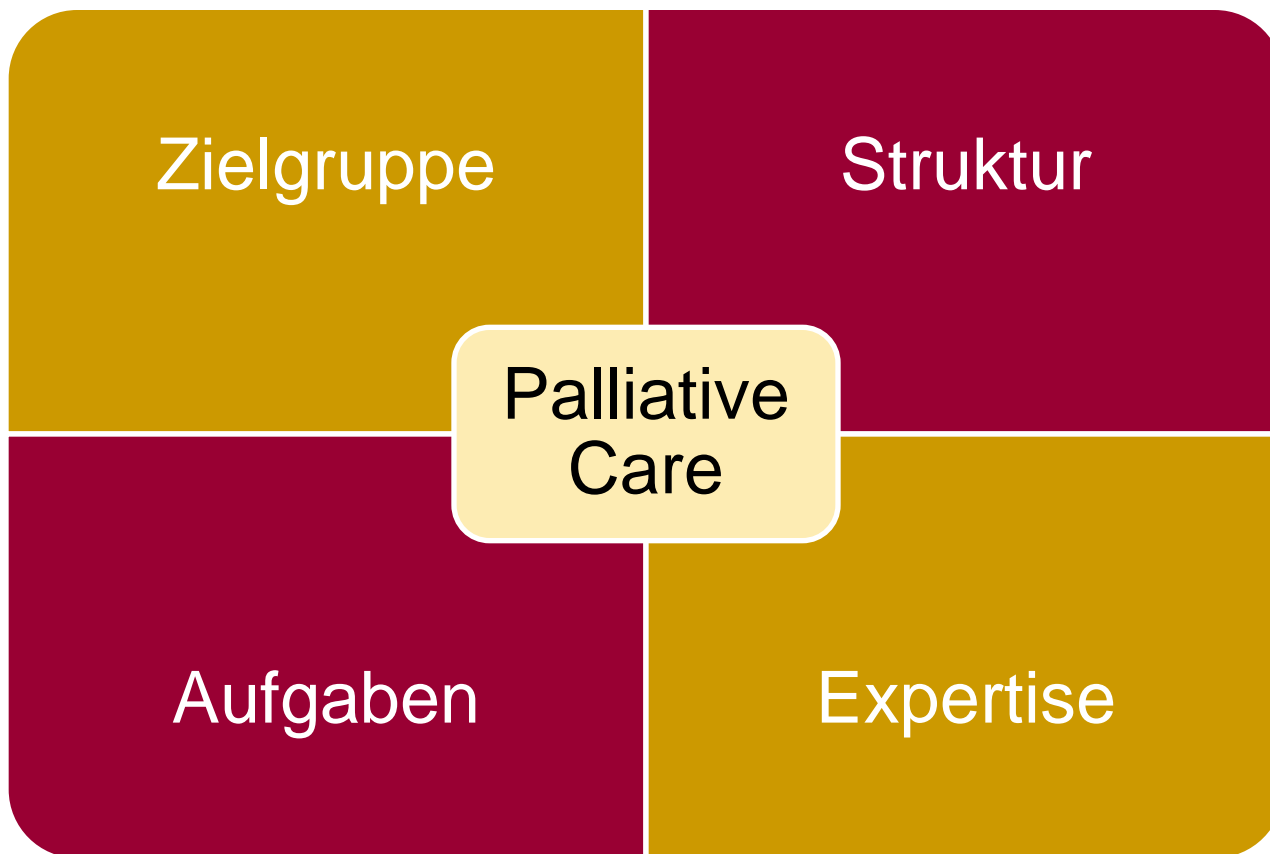 Zielgruppe
Struktur
Palliative
Care
Aufgaben
Expertise